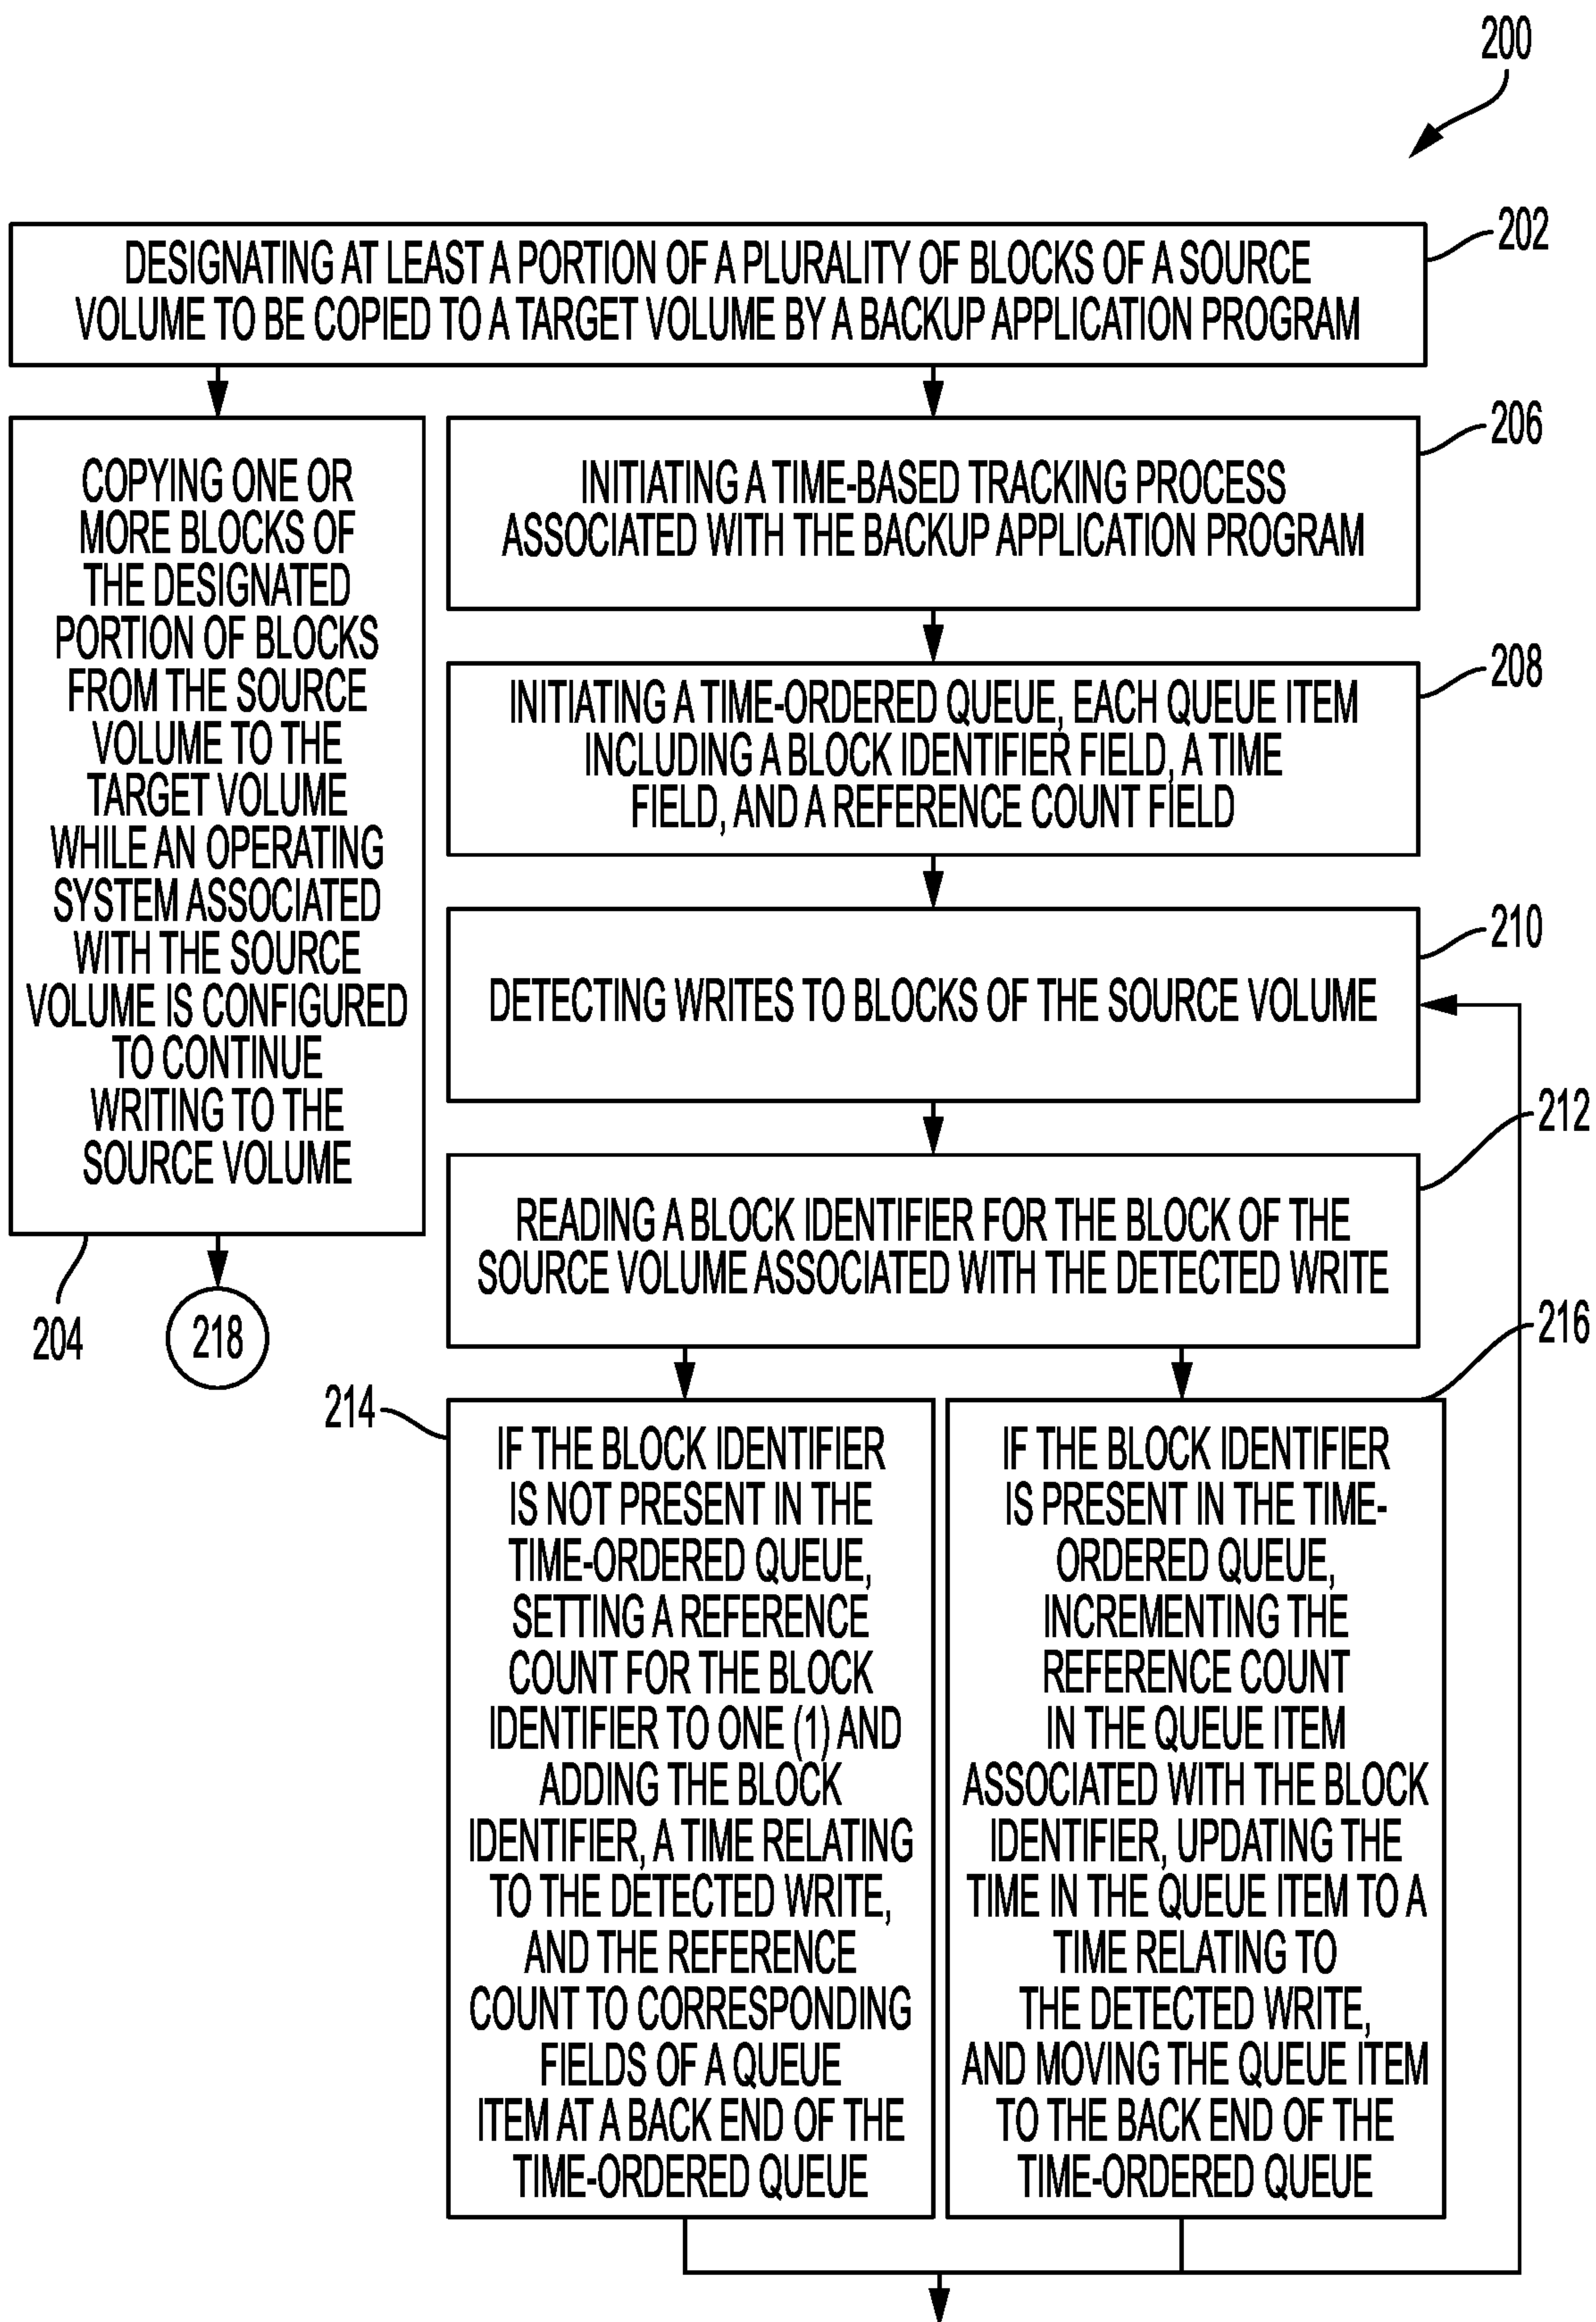 200
DESIGNATING AT LEAST A PORTION OF A PLURALITY OF BLOCKS OF A SOURCE
VOLUME TO BE COPIED TO A TARGET VOLUME BY A BACKUP APPLICATION PROGRAM
202
COPYING ONE OR
MORE BLOCKS OF
THE DESIGNATED
PORTION OF BLOCKS
FROM THE SOURCE
VOLUME TO THE
TARGET VOLUME
WHILE AN OPERATING
SYSTEM ASSOCIATED
WITH THE SOURCE
VOLUME IS CONFIGURED
TO CONTINUE
WRITING TO THE
SOURCE VOLUME
204
218
INITIATING A TIME-BASED TRACKING PROCESS
ASSOCIATED WITH THE BACKUP APPLICATION PROGRAM
206
INITIATING A TIME-ORDERED QUEUE, EACH QUEUE ITEM
INCLUDING A BLOCK IDENTIFIER FIELD, A TIME
FIELD, AND A REFERENCE COUNT FIELD
208
DETECTING WRITES TO BLOCKS OF THE SOURCE VOLUME
210
READING A BLOCK IDENTIFIER FOR THE BLOCK OF THE
SOURCE VOLUME ASSOCIATED WITH THE DETECTED WRITE
212
214
IF THE BLOCK IDENTIFIER
IS NOT PRESENT IN THE
TIME-ORDERED QUEUE,
SETTING A REFERENCE
COUNT FOR THE BLOCK
IDENTIFIER TO ONE (1) AND
ADDING THE BLOCK
IDENTIFIER, A TIME RELATING
TO THE DETECTED WRITE,
AND THE REFERENCE
COUNT TO CORRESPONDING
FIELDS OF A QUEUE
ITEM AT A BACK END OF THE
TIME-ORDERED QUEUE
216
IF THE BLOCK IDENTIFIER
IS PRESENT IN THE TIME-
ORDERED QUEUE,
INCREMENTING THE
REFERENCE COUNT
IN THE QUEUE ITEM
ASSOCIATED WITH THE BLOCK
IDENTIFIER, UPDATING THE
TIME IN THE QUEUE ITEM TO A
TIME RELATING TO
THE DETECTED WRITE,
AND MOVING THE QUEUE ITEM
TO THE BACK END OF THE
TIME-ORDERED QUEUE